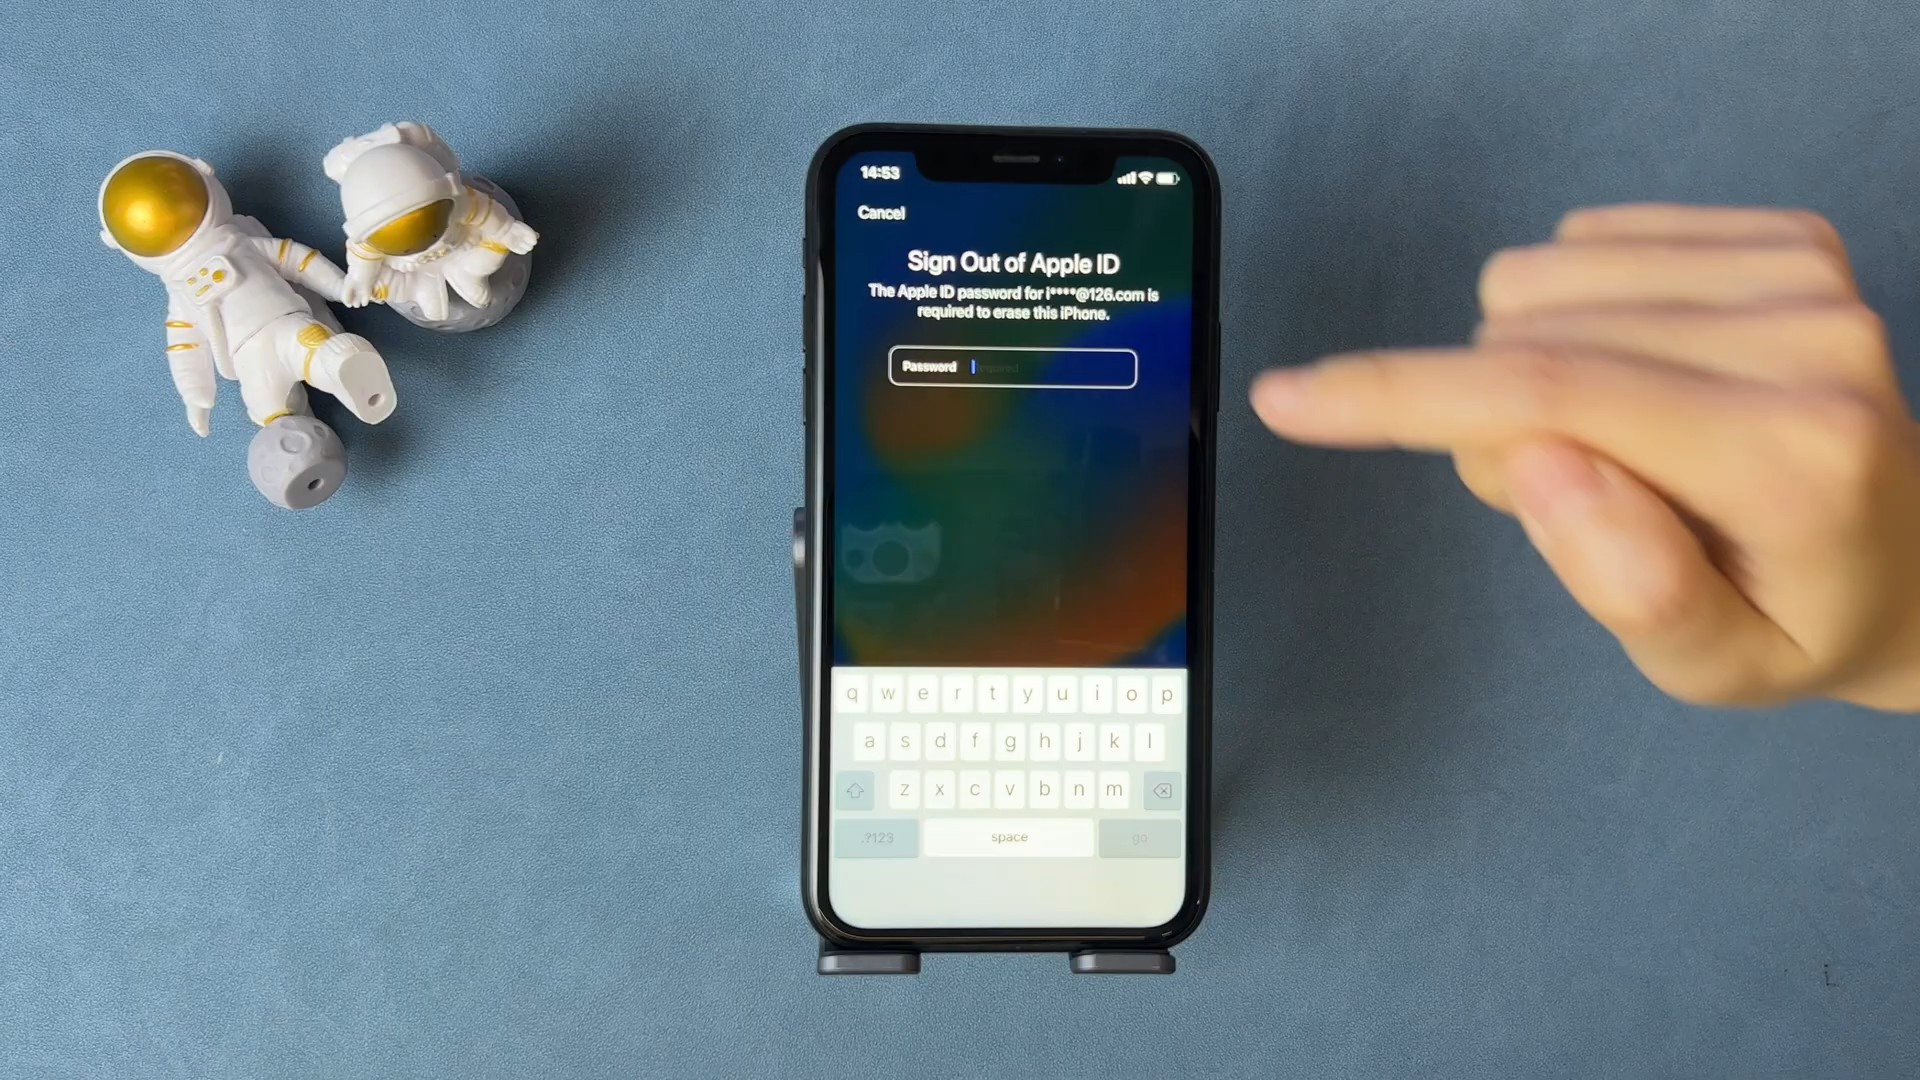 14:53
Cancel
Sign Out of Apple ID
The Apple ID password for i****@126.com is
required to erase this iPhone.
Password required
q w e r t y u i o p
a s d f g h j k l
z x c v b n m
.?123 space go